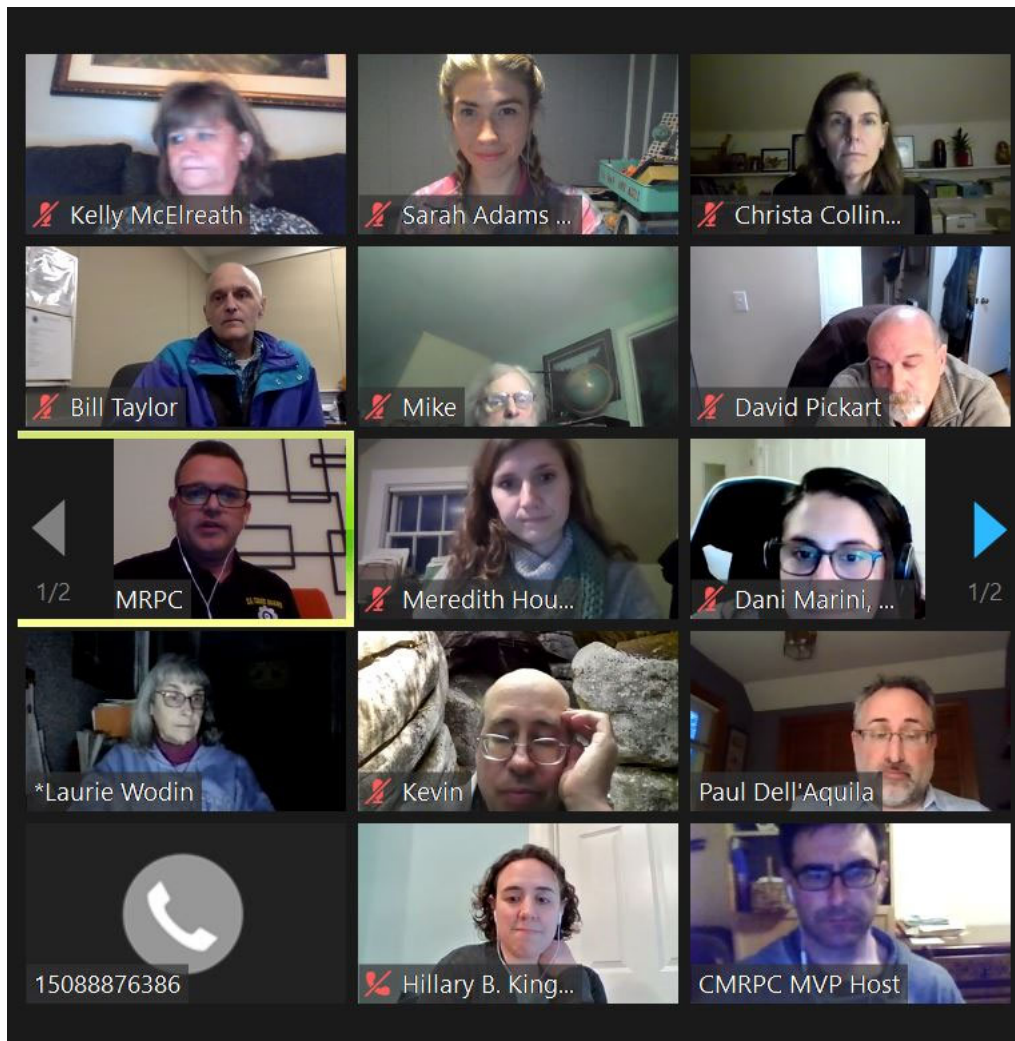 Kelly McElreath
Sarah Adams ...
Christa Collin...
Bill Taylor
Mike
David Pickart
1/2
MRPC
Meredith Hou...
Dani Marini, ...
1/2
*Laurie Wodin
Kevin
Paul Dell'Aquila
15088876386
Hillary B. King...
CMRPC MVP Host